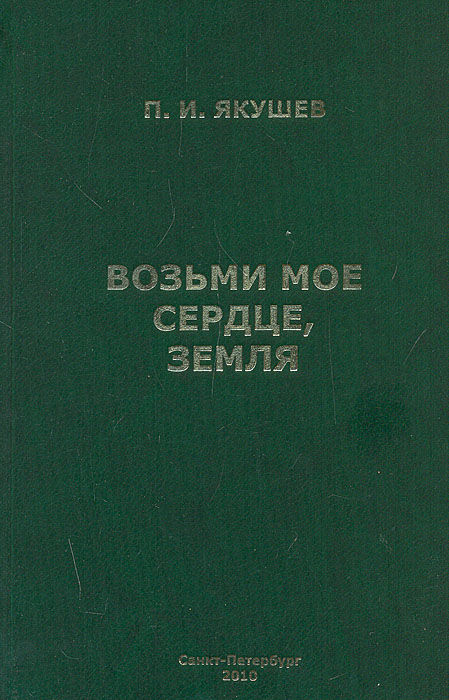 П. И. ЯКУШЕВ
ВОЗЬМИ МОЕ
СЕРДЦЕ,
ЗЕМЛЯ
Санкт-Петербург
2010